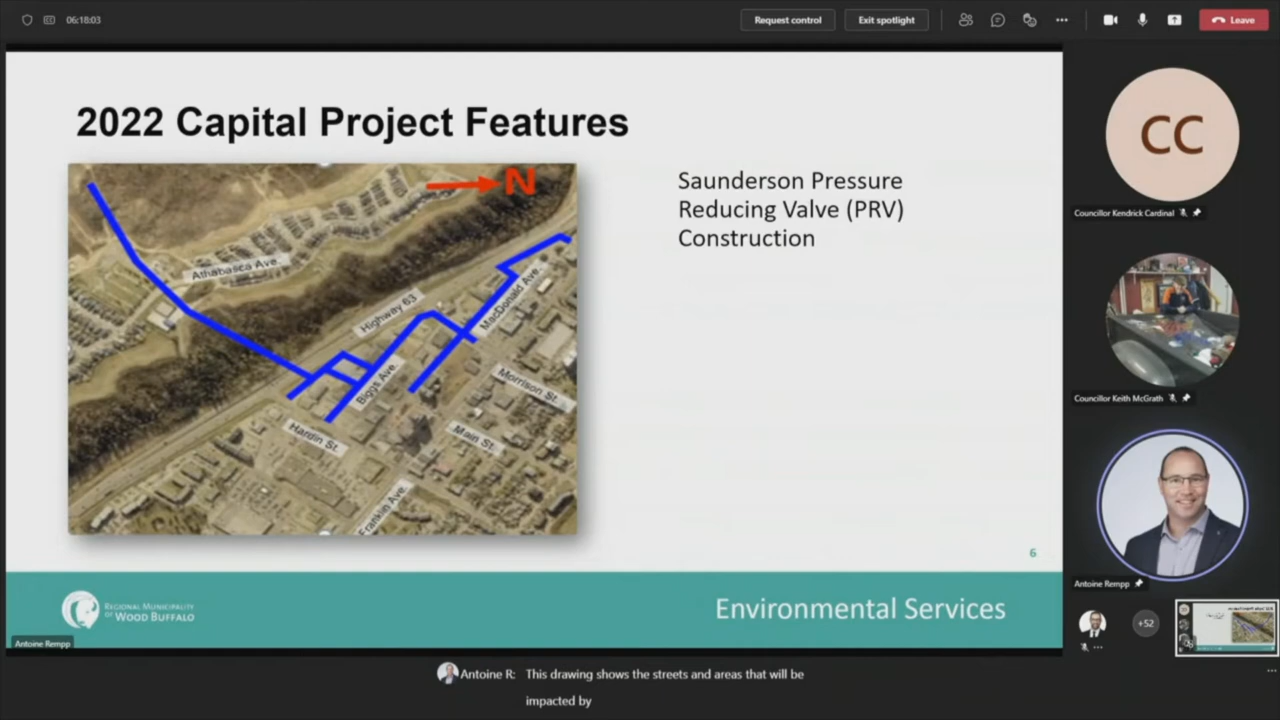 06:18:03
Request control
Exit spotlight
Leave
2022 Capital Project Features
N
Athabasca Ave.
Highway 63
MacDonald Ave.
Biggs Ave.
Morrison St.
Hardin St.
Main St.
Franklin Ave.
Saunderson Pressure
Reducing Valve (PRV)
Construction
6
REGIONAL MUNICIPALITY
OF WOOD BUFFALO
Environmental Services
Antoine Rempp
CC
Councillor Kendrick Cardinal
Councillor Keith McGrath
Antoine Rempp
+52
Antoine R: This drawing shows the streets and areas that will be
impacted by